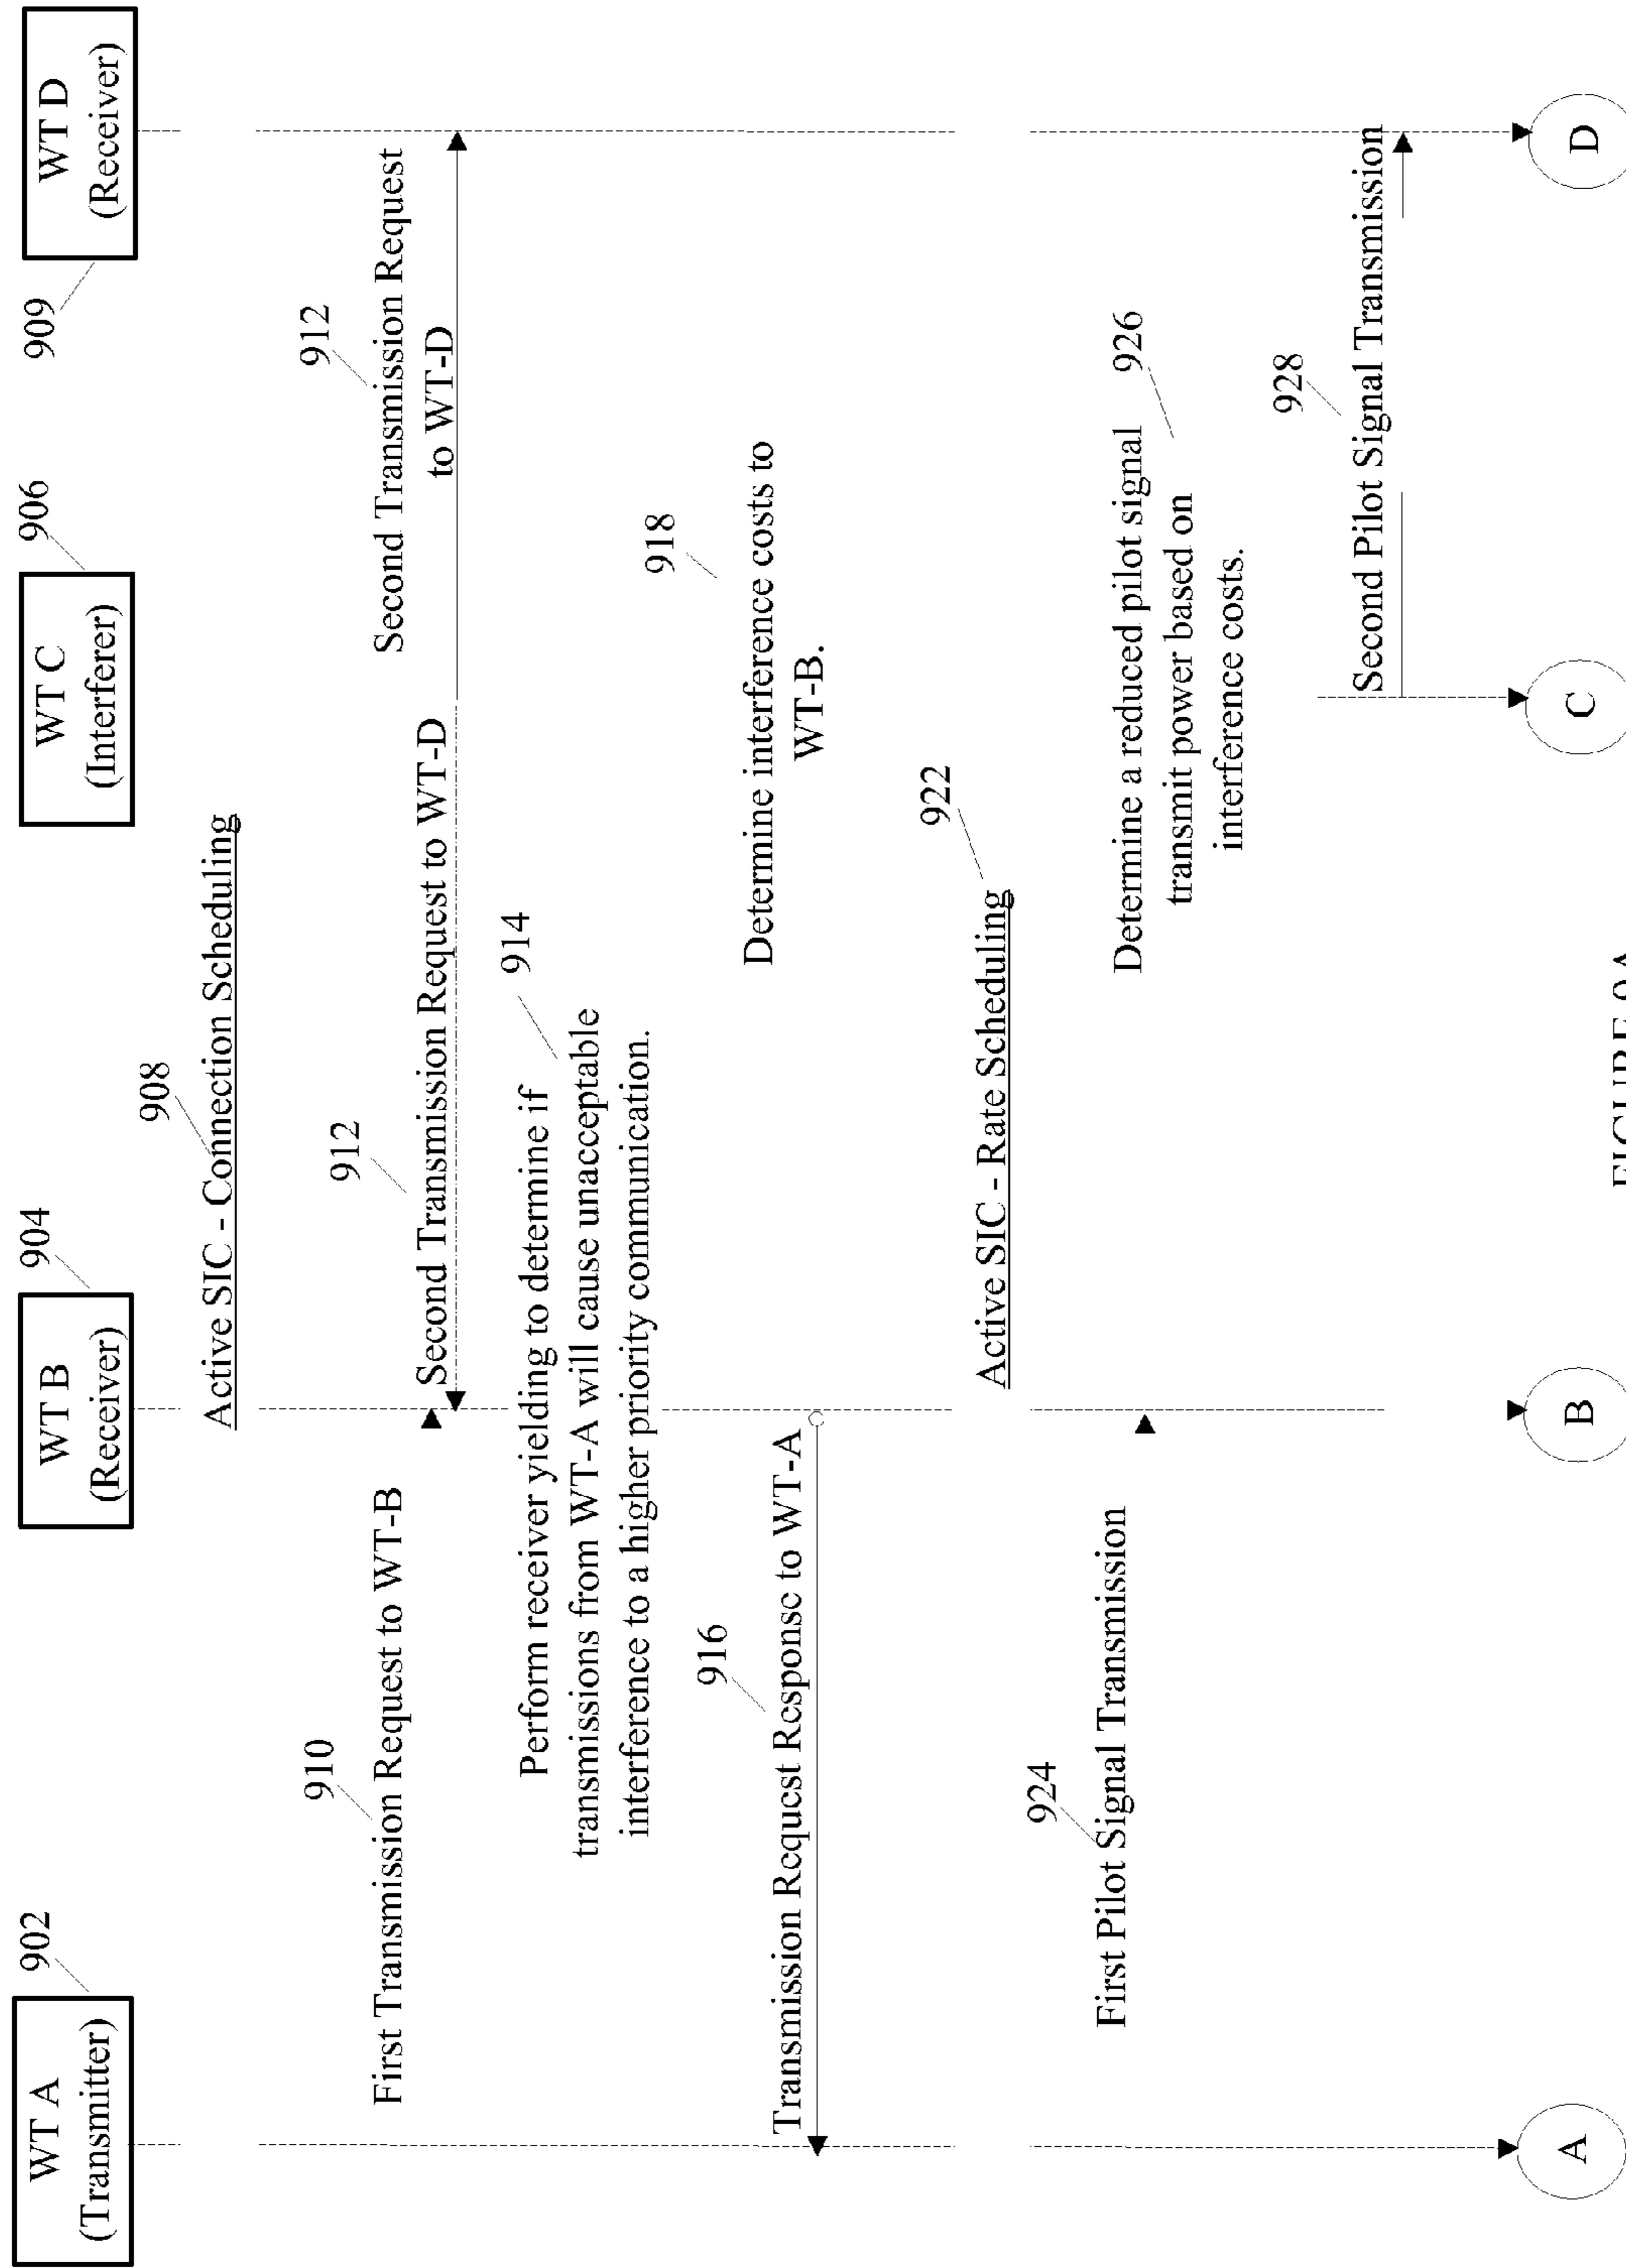 WT A
(Transmitter)
902
WT B
(Receiver)
904
WT C
(Interferer)
906
WT D
(Receiver)
909
908
Active SIC - Connection Scheduling
910
First Transmission Request to WT-B
912
Second Transmission Request to WT-D
912
Second Transmission Request
to WT-D
914
Perform receiver yielding to determine if
transmissions from WT-A will cause unacceptable
interference to a higher priority communication.
916
Transmission Request Response to WT-A
918
Determine interference costs to
WT-B.
922
Active SIC - Rate Scheduling
924
First Pilot Signal Transmission
926
Determine a reduced pilot signal
transmit power based on
interference costs.
928
Second Pilot Signal Transmission
A
B
C
D
FIGURE 9A